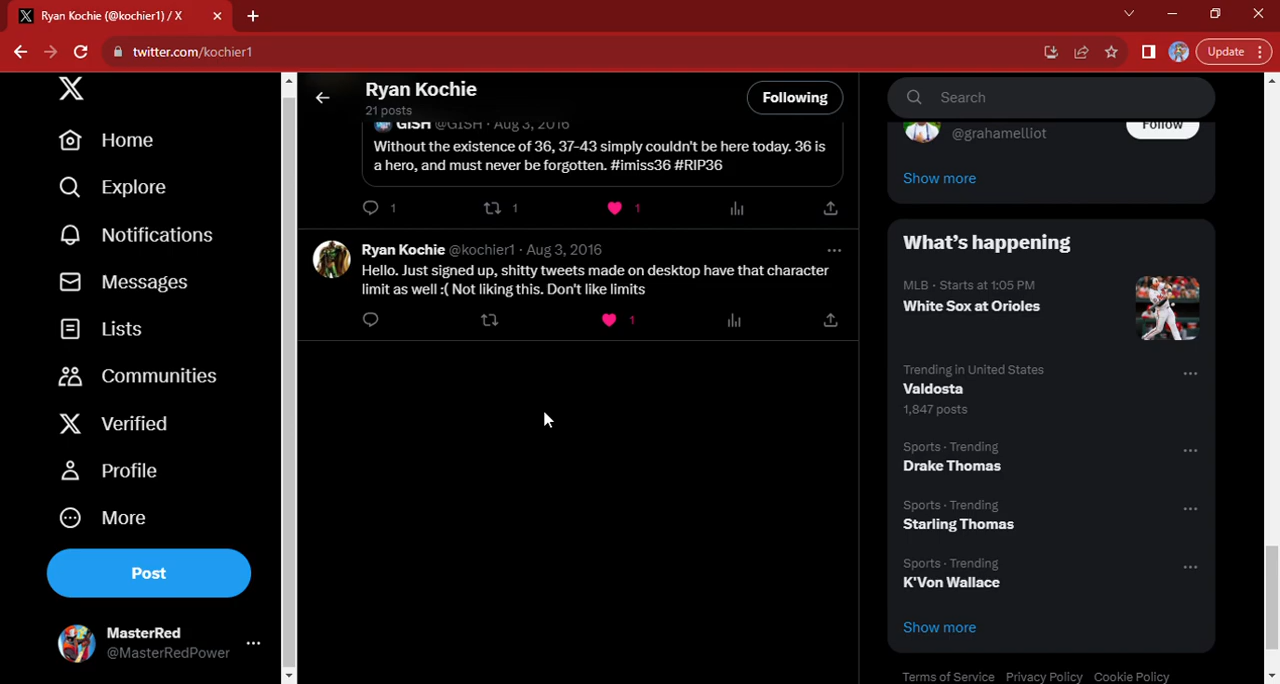 Ryan Kochie (@kochier1) / X
twitter.com/kochier1
Update
Home
Explore
Notifications
Messages
Lists
Communities
Verified
Profile
More
Post
MasterRed
@MasterRedPower
Ryan Kochie
21 posts
Following
GISH @GISH · Aug 3, 2016
Without the existence of 36, 37-43 simply couldn't be here today. 36 is
a hero, and must never be forgotten. #imiss36 #RIP36
1 1 1
Ryan Kochie @kochier1 · Aug 3, 2016
Hello. Just signed up, shitty tweets made on desktop have that character
limit as well :( Not liking this. Don't like limits
1
Search
@grahamelliot
Follow
Show more
What's happening
MLB · Starts at 1:05 PM
White Sox at Orioles
Trending in United States
Valdosta
1,847 posts
Sports · Trending
Drake Thomas
Sports · Trending
Starling Thomas
Sports · Trending
K'Von Wallace
Show more
Terms of Service Privacy Policy Cookie Policy